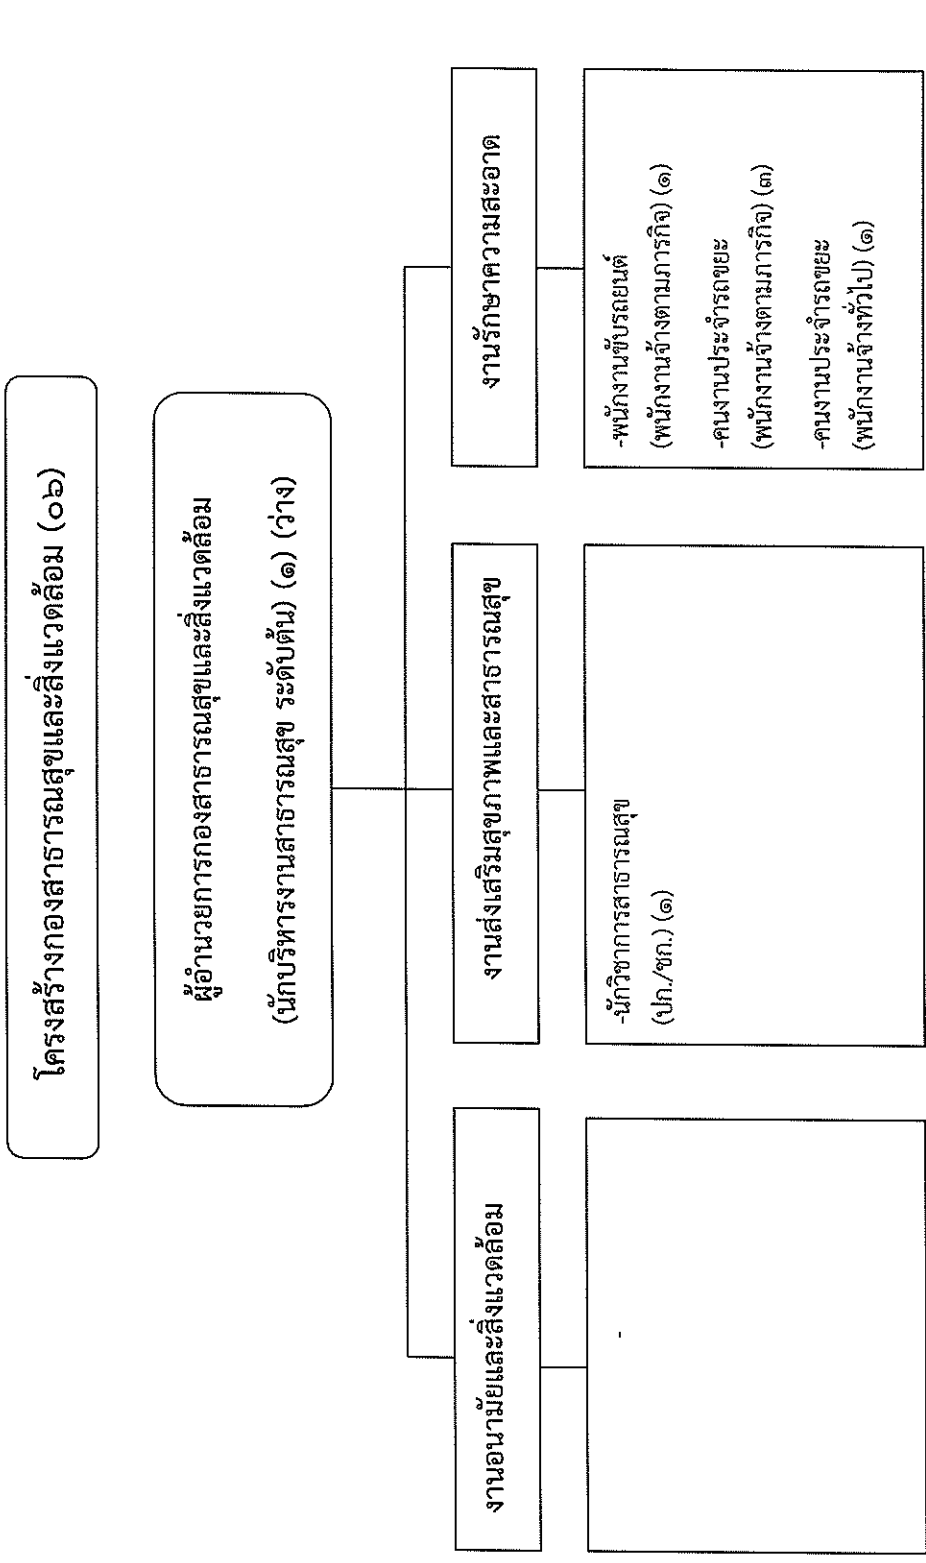 โครงสร้างกองสาธารณสุขและสิ่งแวดล้อม (๐๖)
ผู้อำนวยการกองสาธารณสุขและสิ่งแวดล้อม
(นักบริหารงานสาธารณสุข ระดับต้น) (๑) (ว่าง)
งานอนามัยและสิ่งแวดล้อม
-
งานส่งเสริมสุขภาพและสาธารณสุข
-นักวิชาการสาธารณสุข
(ปก./ชก.) (๑)
งานรักษาความสะอาด
-พนักงานขับรถยนต์
(พนักงานจ้างตามภารกิจ) (๑)
-คนงานประจำรถขยะ
(พนักงานจ้างตามภารกิจ) (๓)
-คนงานประจำรถขยะ
(พนักงานจ้างทั่วไป) (๑)